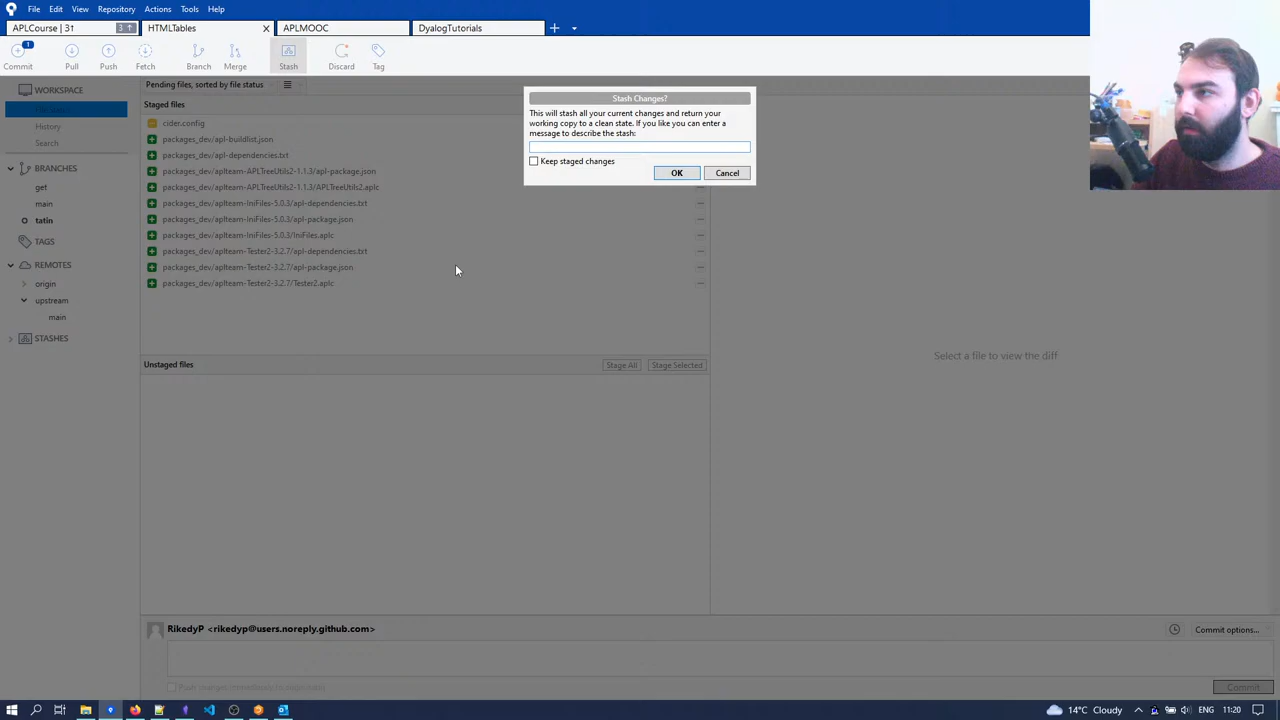 File Edit View Repository Actions Tools Help
APLCourse | 3↑ 3 ↑ HTMLTables APLMOOC DyalogTutorials
1
Commit Pull Push Fetch Branch Merge Stash Discard Tag
WORKSPACE
History
Search
BRANCHES
get
main
tatin
TAGS
REMOTES
origin
upstream
main
STASHES
Pending files, sorted by file status
Staged files
cider.config
packages_dev/apl-buildlist.json
packages_dev/apl-dependencies.txt
packages_dev/aplteam-APLTreeUtils2-1.1.3/apl-package.json
packages_dev/aplteam-APLTreeUtils2-1.1.3/APLTreeUtils2.aplc
packages_dev/aplteam-IniFiles-5.0.3/apl-dependencies.txt
packages_dev/aplteam-IniFiles-5.0.3/apl-package.json
packages_dev/aplteam-IniFiles-5.0.3/IniFiles.aplc
packages_dev/aplteam-Tester2-3.2.7/apl-dependencies.txt
packages_dev/aplteam-Tester2-3.2.7/apl-package.json
packages_dev/aplteam-Tester2-3.2.7/Tester2.aplc
Unstaged files Stage All Stage Selected
Stash Changes?
This will stash all your current changes and return your
working copy to a clean state. If you like you can enter a
message to describe the stash:
Keep staged changes
OK Cancel
Select a file to view the diff
RikedyP <rikedyp@users.noreply.github.com> Commit options...
Commit
14°C Cloudy ENG 11:20